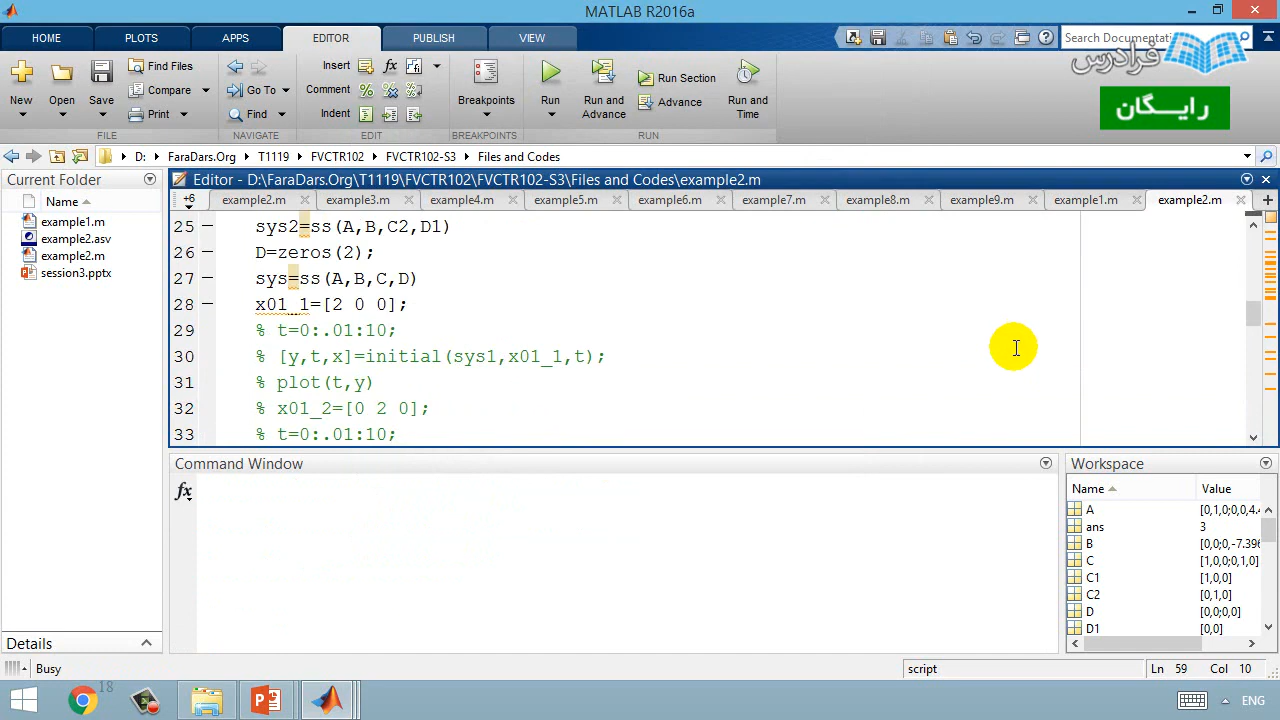 MATLAB R2016a
HOME PLOTS APPS EDITOR PUBLISH VIEW
Search Documentatic
فرادرس
رایگان
New Open Save Find Files Compare Print
Go To Find
Insert Comment Indent
fx
Breakpoints
Run Run and Advance Run Section Advance Run and Time
FILE NAVIGATE EDIT BREAKPOINTS RUN
D: FaraDars.Org T1119 FVCTR102 FVCTR102-S3 Files and Codes
Current Folder
Name
example1.m
example2.asv
example2.m
session3.pptx
Details
Editor - D:\FaraDars.Org\T1119\FVCTR102\FVCTR102-S3\Files and Codes\example2.m
+6 example2.m example3.m example4.m example5.m example6.m example7.m example8.m example9.m example1.m example2.m
25 sys2=ss(A,B,C2,D1)
26 D=zeros(2);
27 sys=ss(A,B,C,D)
28 x01_1=[2 0 0];
29 % t=0:.01:10;
30 % [y,t,x]=initial(sys1,x01_1,t);
31 % plot(t,y)
32 % x01_2=[0 2 0];
33 % t=0:.01:10;
Command Window
fx
Workspace
Name Value
A [0,1,0;0,0,4.4
ans 3
B [0,0;0,-7.396
C [1,0,0;0,1,0]
C1 [1,0,0]
C2 [0,1,0]
D [0,0;0,0]
D1 [0,0]
Busy
script
Ln 59 Col 10
18
ENG